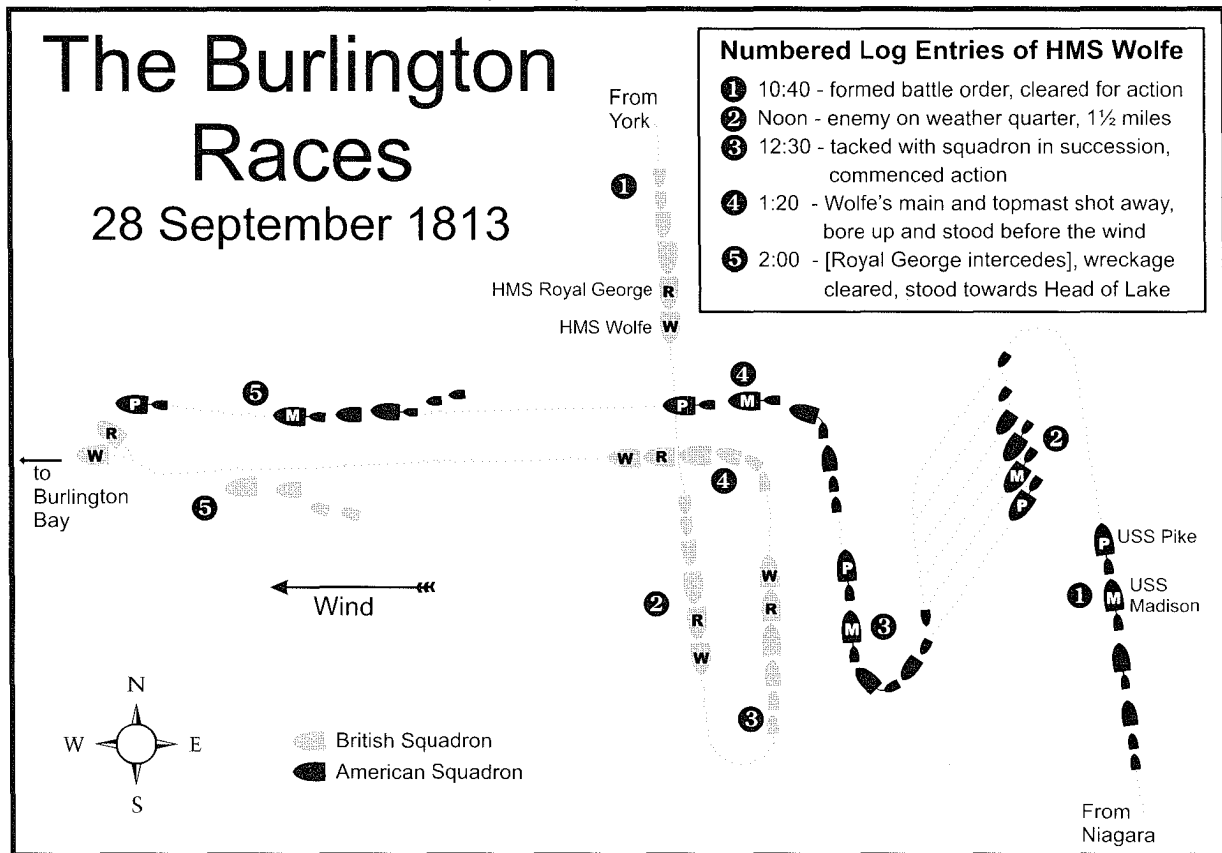 The Burlington
Races
28 September 1813
Numbered Log Entries of HMS Wolfe
1 10:40 - formed battle order, cleared for action
2 Noon - enemy on weather quarter, 1½ miles
3 12:30 - tacked with squadron in succession,
commenced action
4 1:20 - Wolfe's main and topmast shot away,
bore up and stood before the wind
5 2:00 - [Royal George intercedes], wreckage
cleared, stood towards Head of Lake
From
York
1
HMS Royal George R
HMS Wolfe W
5
4
P
M
P
M
R
W
W
R
4
2
M
P
to
Burlington
Bay
5
P
USS Pike
Wind
W
R
P
1
M
USS
Madison
2
R
W
M
3
3
N
W
E
S
British Squadron
American Squadron
From
Niagara